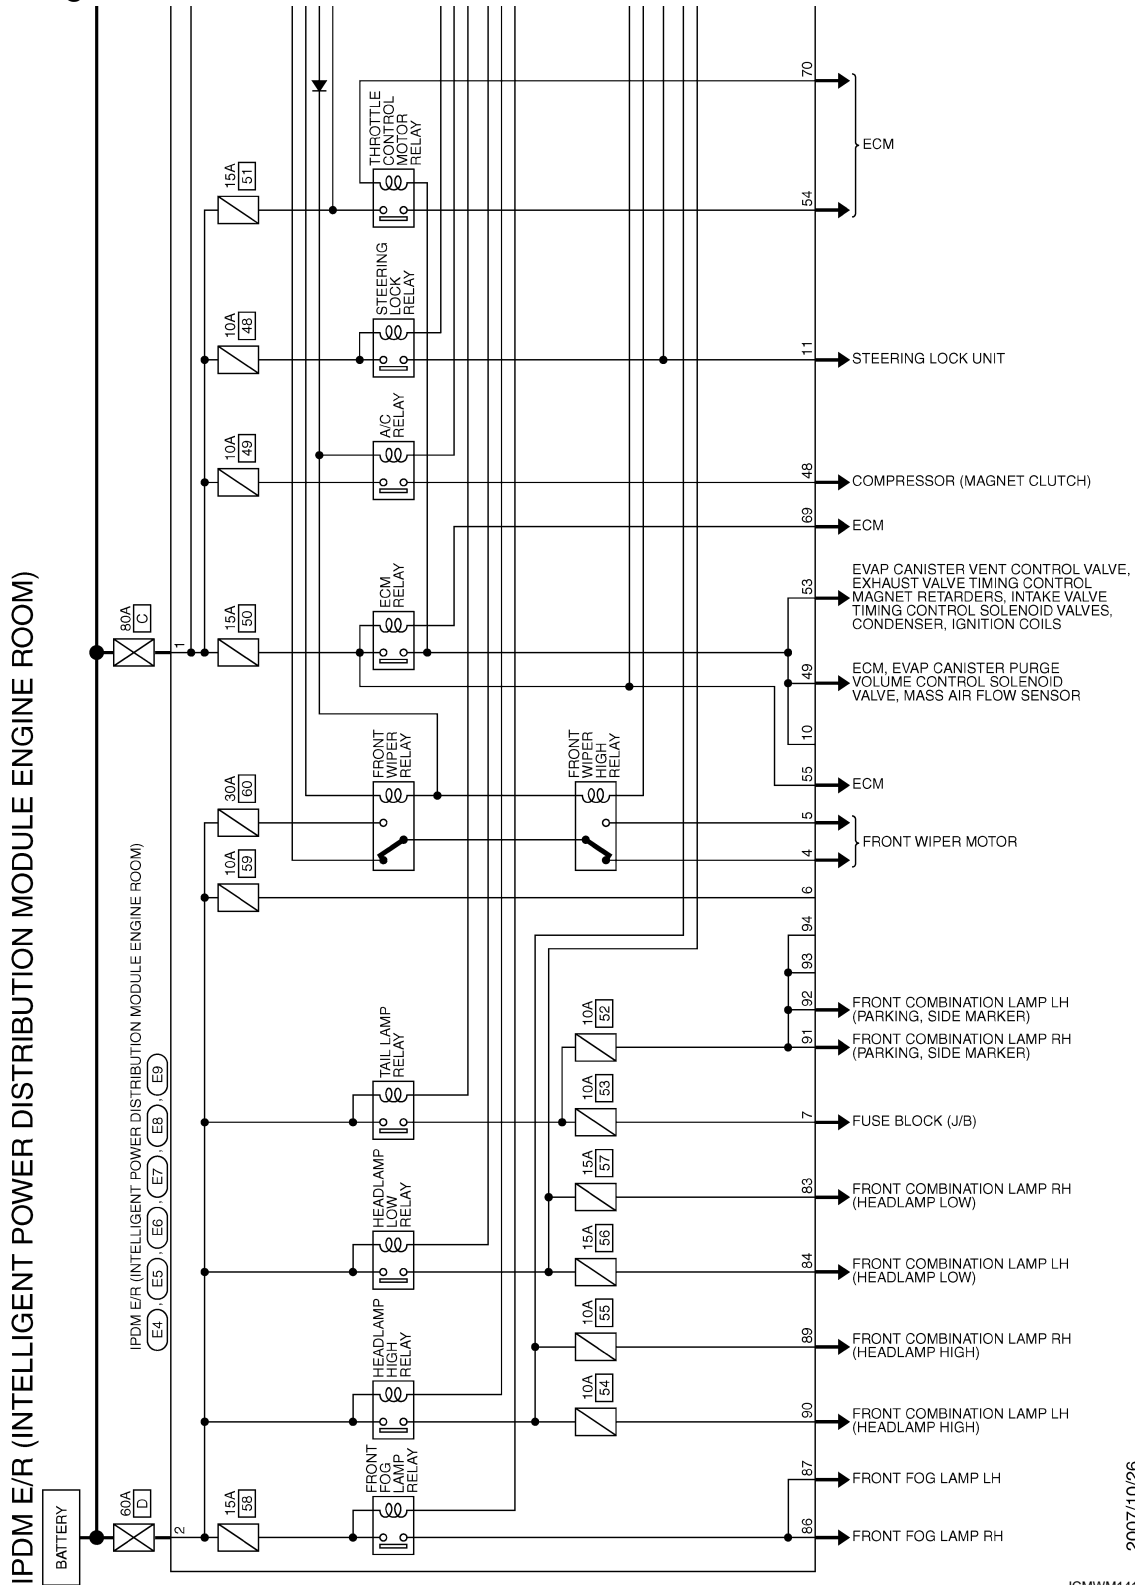 IPDM E/R (INTELLIGENT POWER DISTRIBUTION MODULE ENGINE ROOM)
70
THROTTLE
CONTROL
MOTOR
RELAY
ECM
15A
51
54
STEERING
LOCK
RELAY
10A
48
11
STEERING LOCK UNIT
A/C
RELAY
10A
49
48
COMPRESSOR (MAGNET CLUTCH)
69
ECM
ECM
RELAY
80A
C
1
15A
50
53
EVAP CANISTER VENT CONTROL VALVE,
EXHAUST VALVE TIMING CONTROL
MAGNET RETARDERS, INTAKE VALVE
TIMING CONTROL SOLENOID VALVES,
CONDENSER, IGNITION COILS
49
ECM, EVAP CANISTER PURGE
VOLUME CONTROL SOLENOID
VALVE, MASS AIR FLOW SENSOR
10
FRONT
WIPER
RELAY
FRONT
WIPER
HIGH
RELAY
55
ECM
30A
60
5
FRONT WIPER MOTOR
4
10A
59
6
IPDM E/R (INTELLIGENT POWER DISTRIBUTION MODULE ENGINE ROOM)
E4, E5, E6, E7, E8, E9
94
93
92
FRONT COMBINATION LAMP LH
(PARKING, SIDE MARKER)
10A
52
91
FRONT COMBINATION LAMP RH
(PARKING, SIDE MARKER)
TAIL LAMP
RELAY
10A
53
7
FUSE BLOCK (J/B)
15A
57
83
FRONT COMBINATION LAMP RH
(HEADLAMP LOW)
HEADLAMP
LOW
RELAY
15A
56
84
FRONT COMBINATION LAMP LH
(HEADLAMP LOW)
10A
55
89
FRONT COMBINATION LAMP RH
(HEADLAMP HIGH)
HEADLAMP
HIGH
RELAY
10A
54
90
FRONT COMBINATION LAMP LH
(HEADLAMP HIGH)
FRONT
FOG
LAMP
RELAY
87
FRONT FOG LAMP LH
BATTERY
60A
D
2
15A
58
86
FRONT FOG LAMP RH
2007/10/26